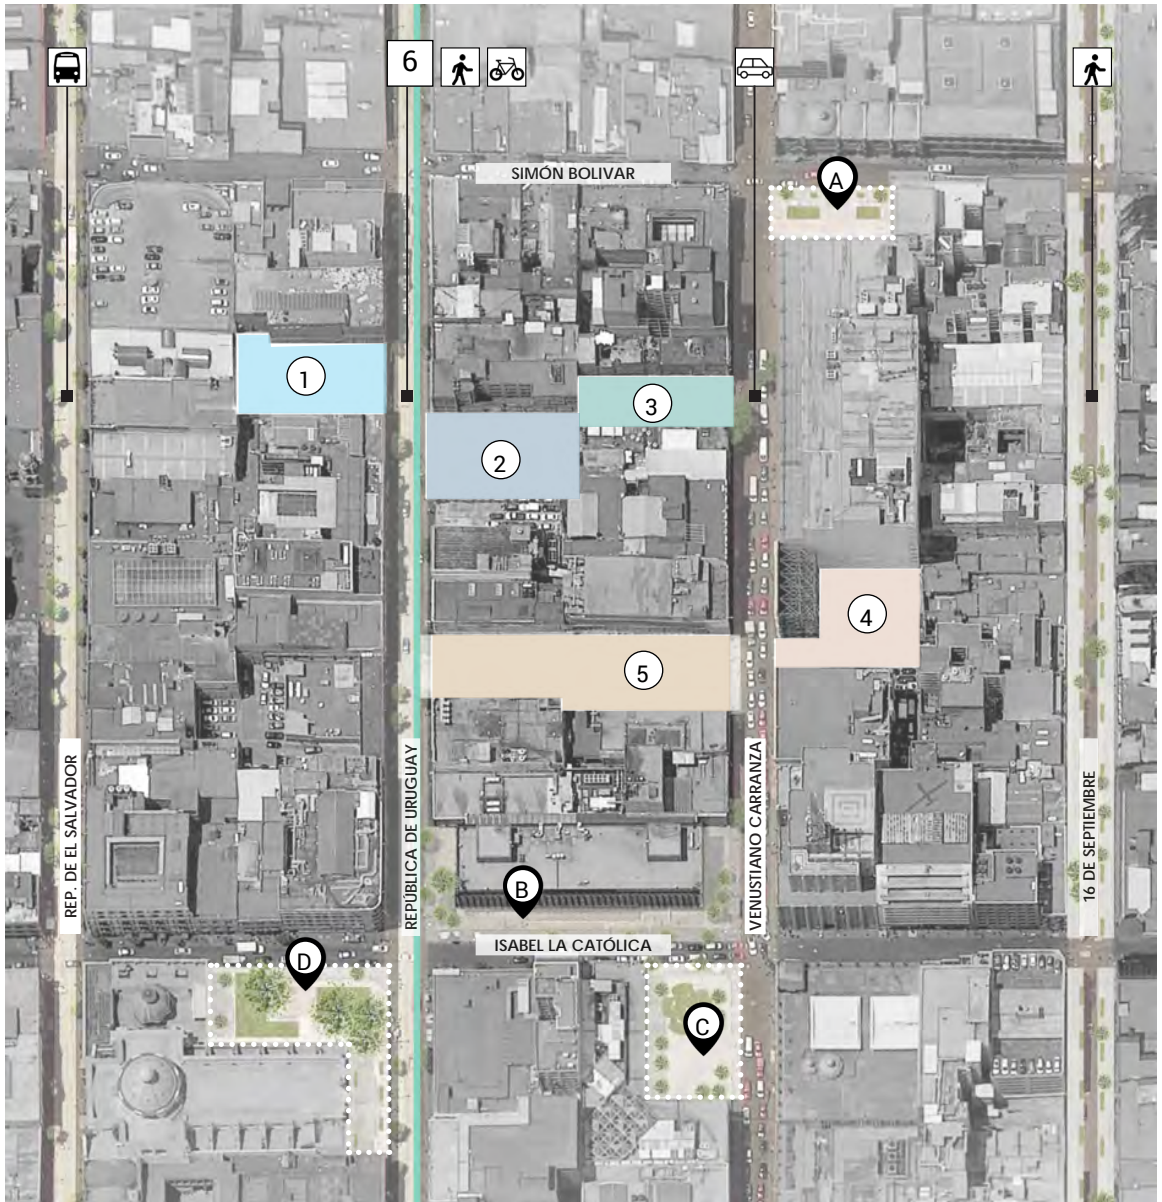 6
SIMÓN BOLIVAR
A
1
3
2
4
5
REP. DE EL SALVADOR
REPÚBLICA DE URUGUAY
VENUSTIANO CARRANZA
16 DE SEPTIEMBRE
B
ISABEL LA CATÓLICA
D
C